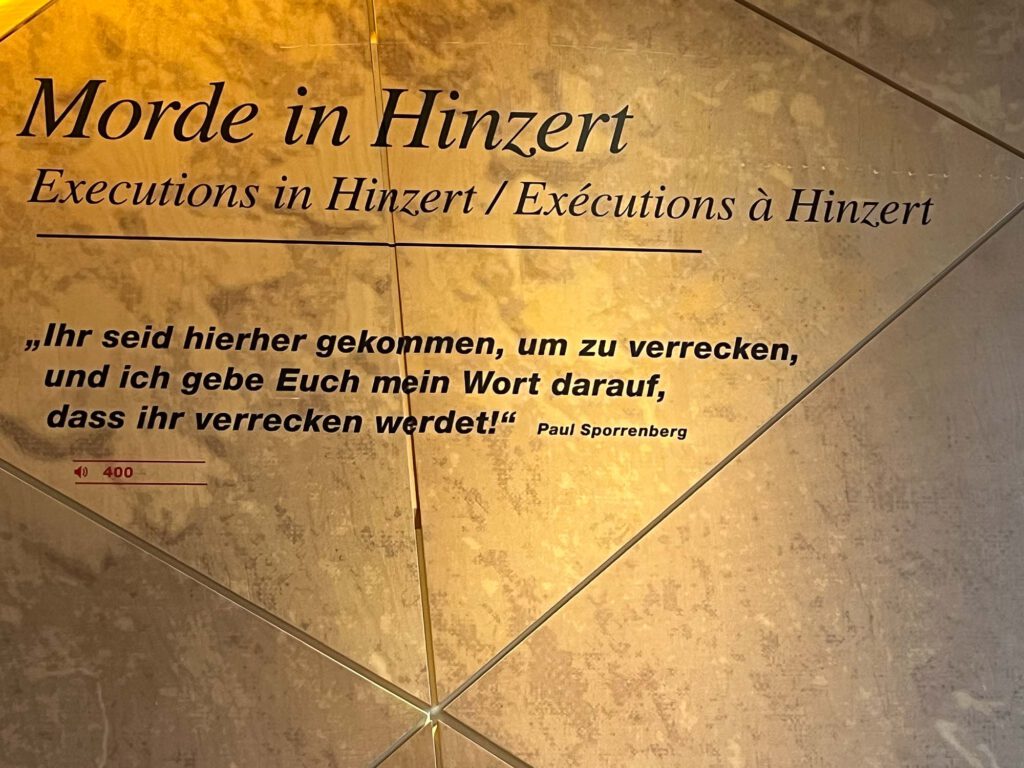 Morde in Hinzert
Executions in Hinzert / Exécutions à Hinzert
„Ihr seid hierher gekommen, um zu verrecken,
und ich gebe Euch mein Wort darauf,
dass ihr verrecken werdet!“ Paul Sporrenberg
400